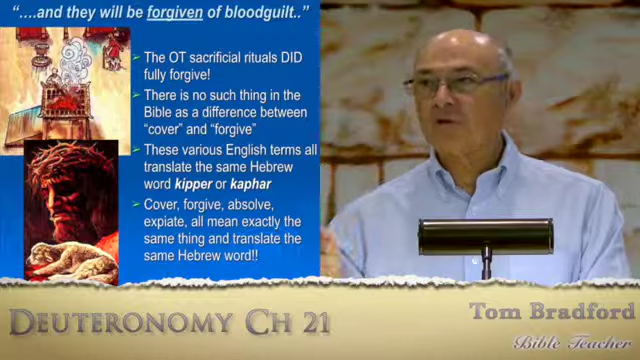 "....and they will be forgiven of bloodguilt.."
The OT sacrificial rituals DID
fully forgive!
There is no such thing in the
Bible as a difference between
"cover" and "forgive"
These various English terms all
translate the same Hebrew
word kipper or kaphar
Cover, forgive, absolve,
expiate, all mean exactly the
same thing and translate the
same Hebrew word!!
Deuteronomy Ch 21
Tom Bradford
Bible Teacher